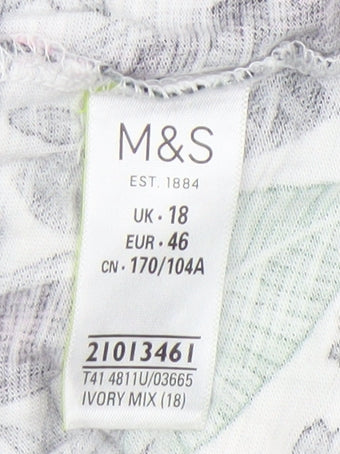 M&S
EST. 1884
UK · 18
EUR · 46
CN · 170/104A
21013461
T41 4811U/03665
IVORY MIX (18)